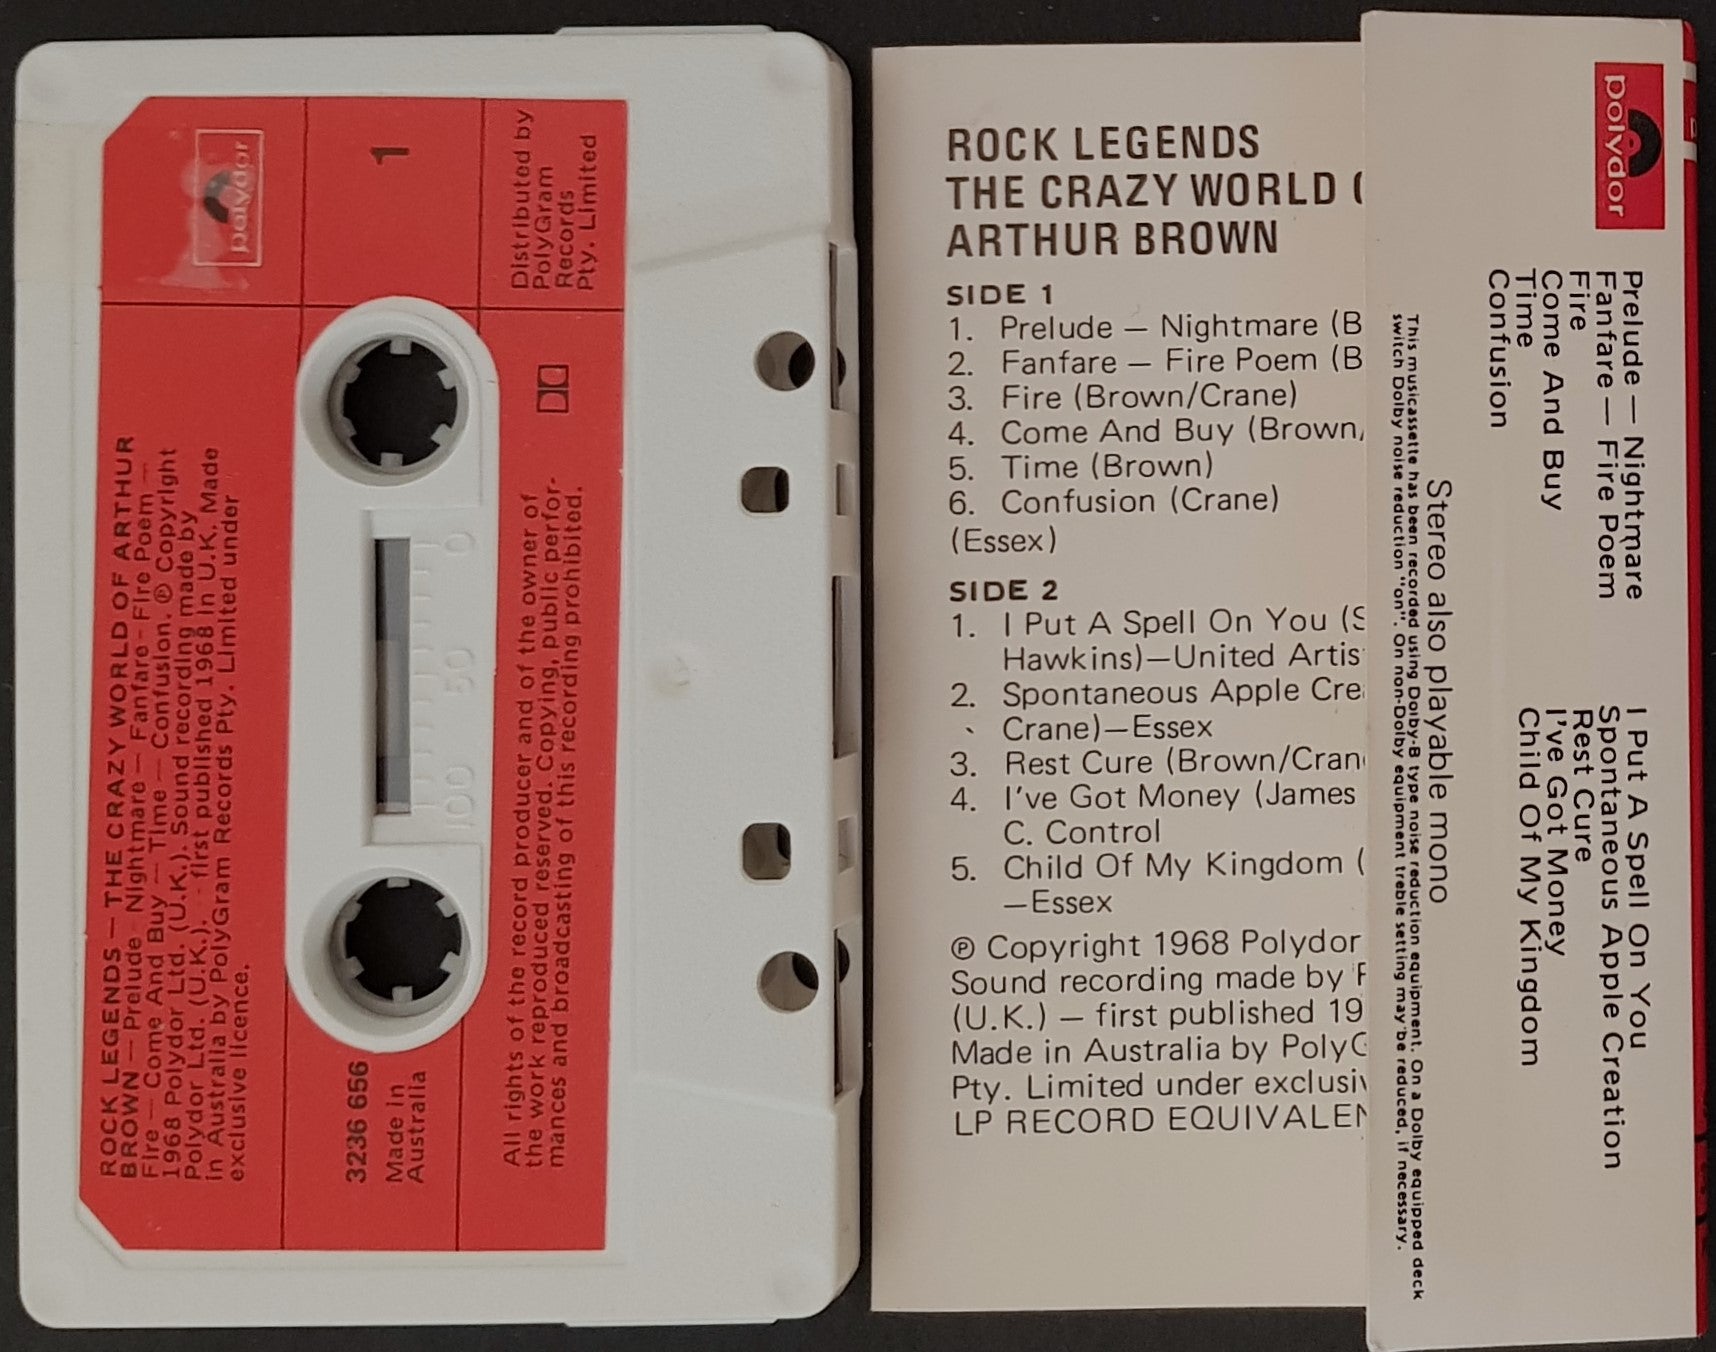 polydor
1
Distributed by
PolyGram
Records
Pty. Limited
ROCK LEGENDS — THE CRAZY WORLD OF ARTHUR
BROWN — Prelude - Nightmare — Fanfare - Fire Poem —
Fire — Come And Buy — Time — Confusion. ℗ Copyright
1968 Polydor Ltd. (U.K.). Sound recording made by
Polydor Ltd. (U.K.). - first published 1968 in U.K. Made
in Australia by PolyGram Records Pty. Limited under
exclusive licence.
3236 656
Made in
Australia
100 50 0
All rights of the record producer and of the owner of
the work reproduced reserved. Copying, public perfor-
mances and broadcasting of this recording prohibited.
ROCK LEGENDS
THE CRAZY WORLD
ARTHUR BROWN
SIDE 1
1. Prelude — Nightmare (B
2. Fanfare — Fire Poem (B
3. Fire (Brown/Crane)
4. Come And Buy (Brown,
5. Time (Brown)
6. Confusion (Crane)
(Essex)
SIDE 2
1. I Put A Spell On You (S
Hawkins)—United Artis
2. Spontaneous Apple Cre
Crane)—Essex
3. Rest Cure (Brown/Cran
4. I've Got Money (James
C. Control
5. Child Of My Kingdom (
—Essex
℗ Copyright 1968 Polydor
Sound recording made by
(U.K.) — first published 19
Made in Australia by PolyG
Pty. Limited under exclusiv
LP RECORD EQUIVALEN
polydor
Prelude — Nightmare
Fanfare — Fire Poem
Fire
Come And Buy
Time
Confusion
I Put A Spell On You
Spontaneous Apple Creation
Rest Cure
I've Got Money
Child Of My Kingdom
Stereo also playable mono
This musicassette has been recorded using Dolby-B type noise reduction equipment. On a Dolby equipped deck
switch Dolby noise reduction "on". On non-Dolby equipment treble setting may be reduced, if necessary.